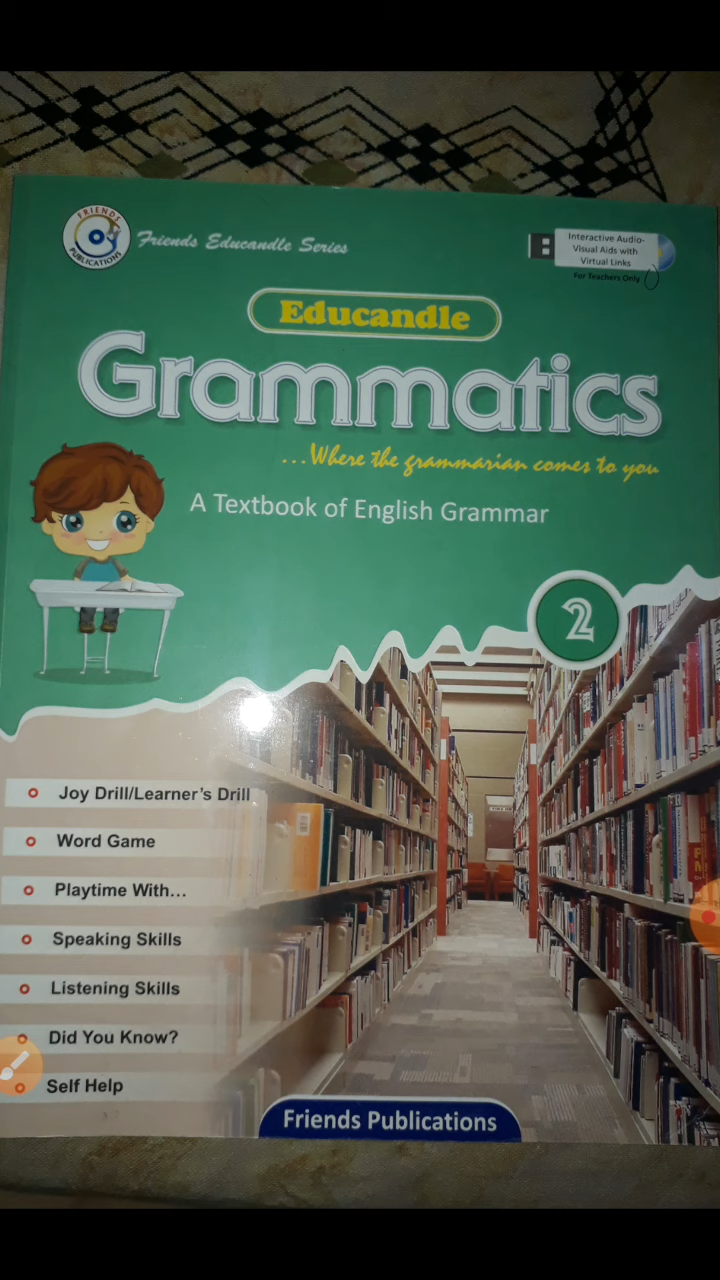 FRIENDS
PUBLICATIONS
Friends Educandle Series
Interactive Audio-
Visual Aids with
Virtual Links
For Teachers Only
Educandle
Grammatics
...Where the grammarian comes to you
A Textbook of English Grammar
2
Joy Drill/Learner's Drill
Word Game
Playtime With...
Speaking Skills
Listening Skills
Did You Know?
Self Help
Friends Publications